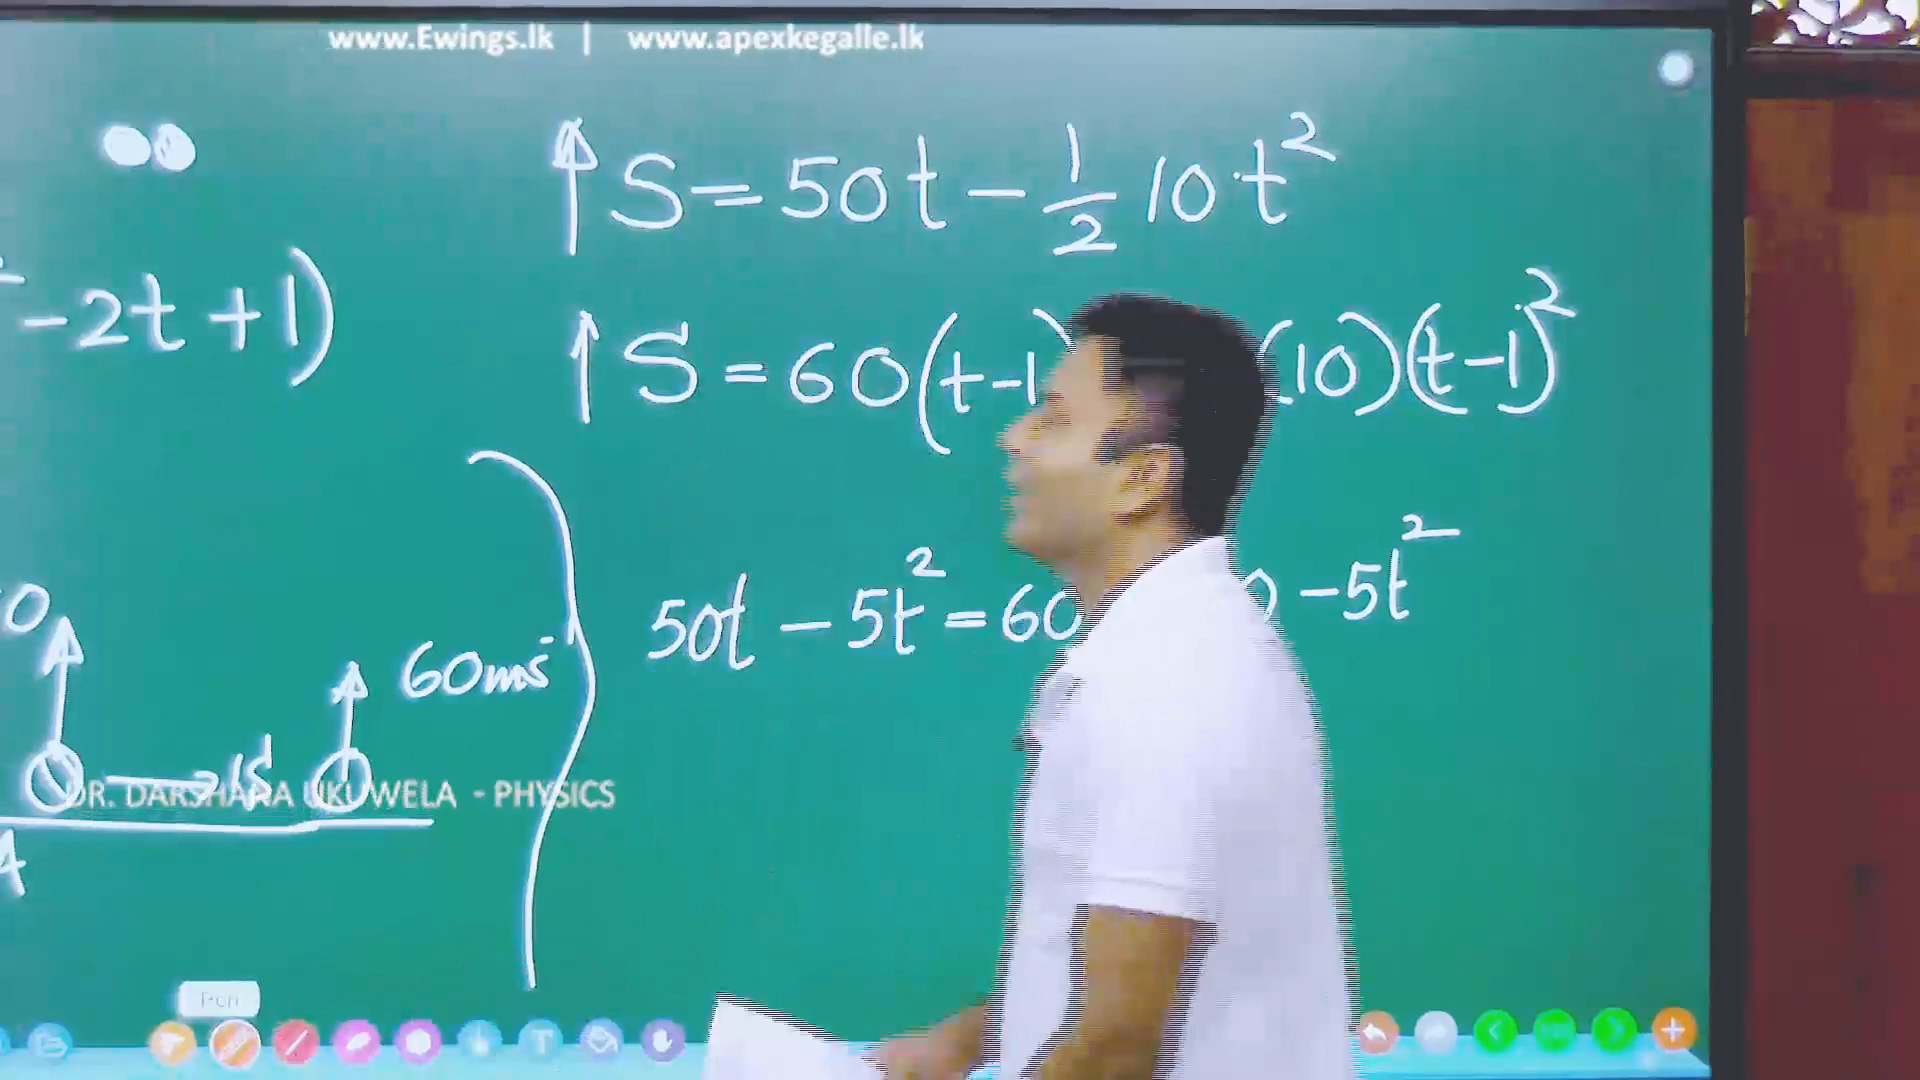 www.Ewings.lk | www.apexkegalle.lk
S = 50t - 1/2 10t²
-2t + 1)
S = 60(t-1) (10)(t-1)²
50t - 5t² = 60 -5t²
60ms⁻
1s
DR. DARSHANA UKUWELA - PHYSICS
A
Pen